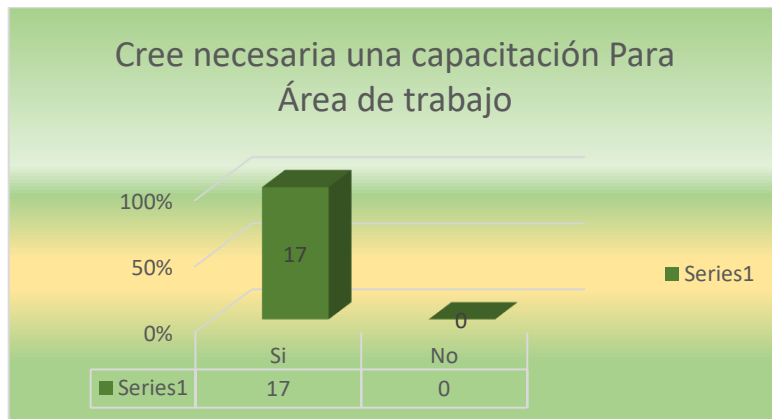 Cree necesaria una capacitación Para
Área de trabajo
100%
50%
0%
17
0
Series1
Si No
Series1 17 0